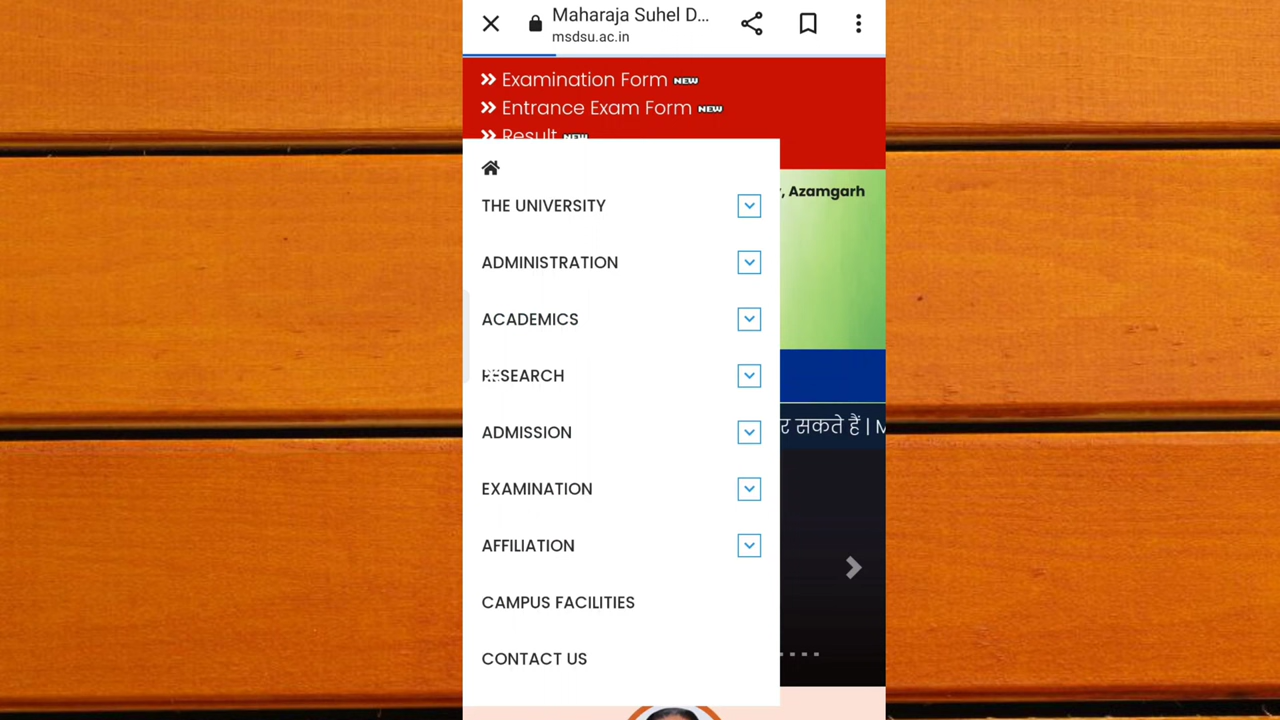 Maharaja Suhel D...
msdsu.ac.in
Examination Form NEW
Entrance Exam Form NEW
Result NEW
, Azamgarh
THE UNIVERSITY
ADMINISTRATION
ACADEMICS
RESEARCH
ADMISSION
र सकते हैं | M
EXAMINATION
AFFILIATION
CAMPUS FACILITIES
CONTACT US